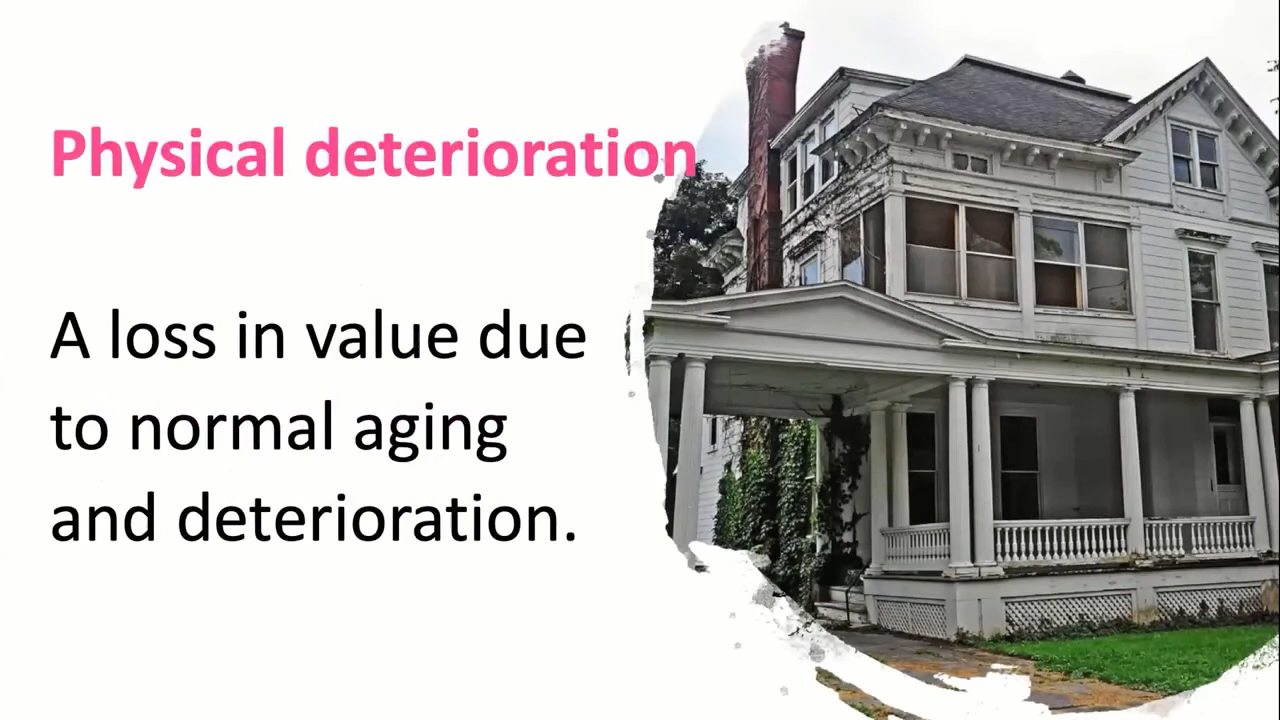 Physical deterioration
A loss in value due
to normal aging
and deterioration.